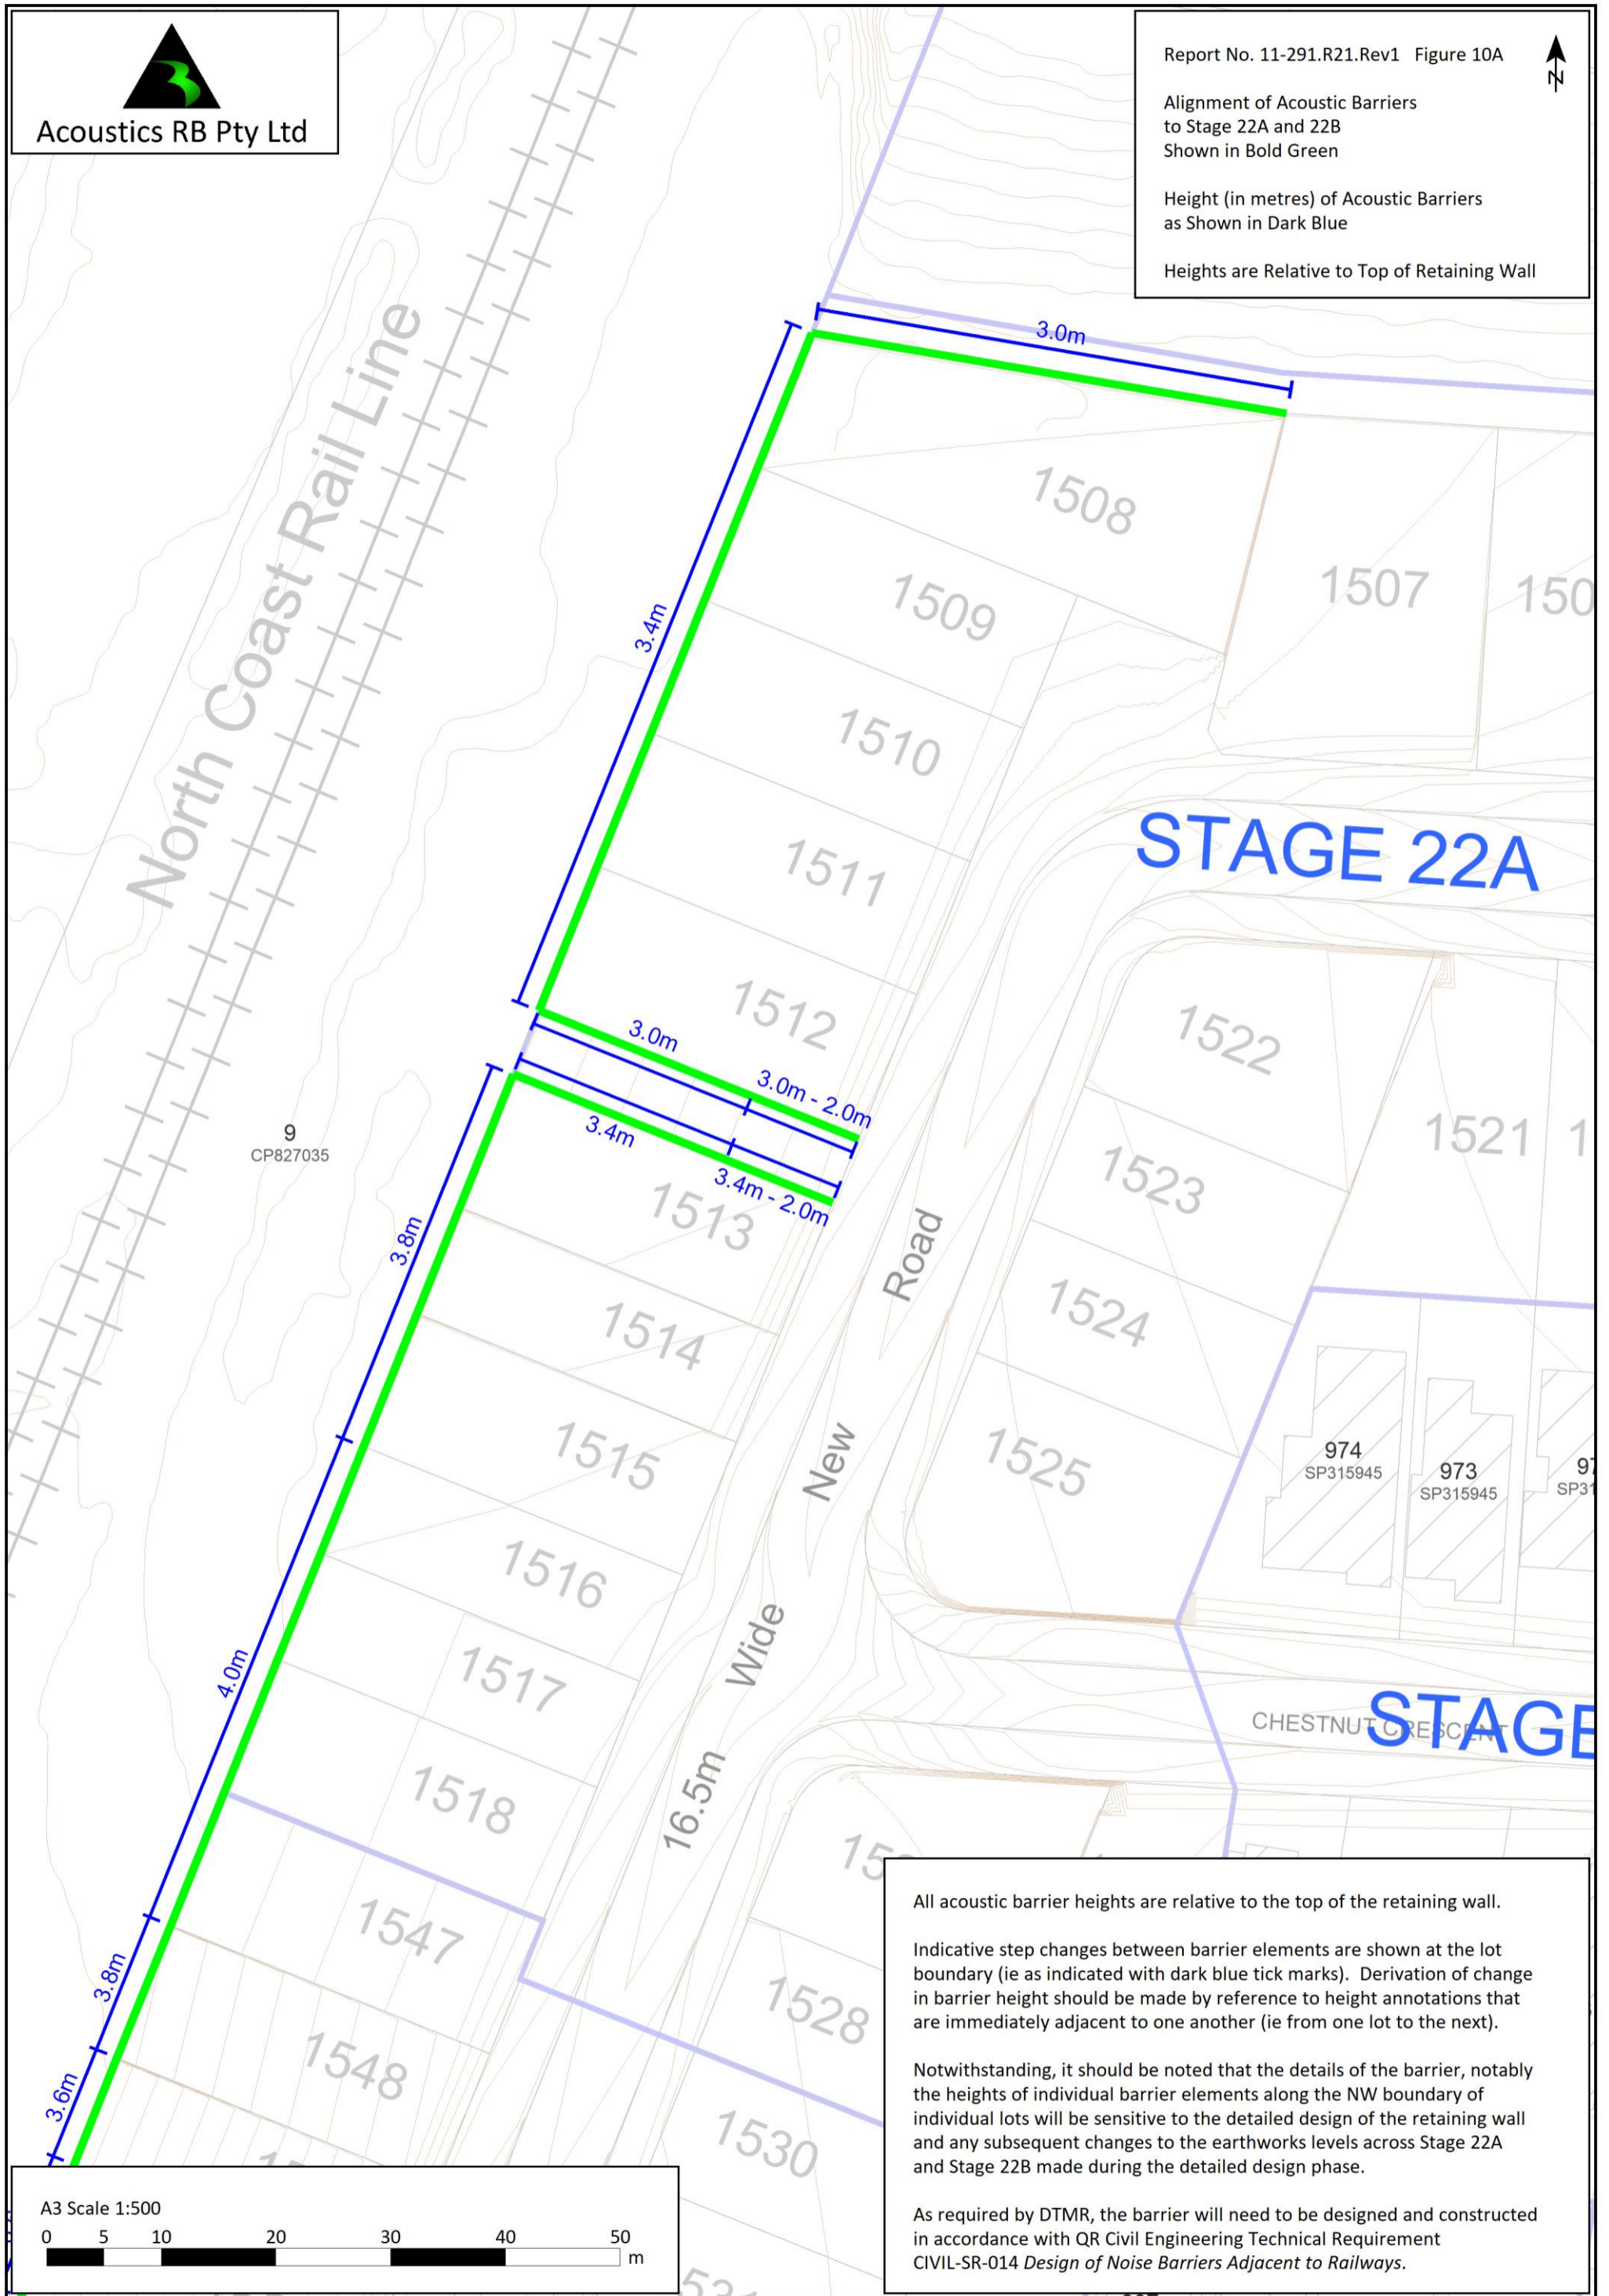 Acoustics RB Pty Ltd
Report No. 11-291.R21.Rev1 Figure 10A
N
Alignment of Acoustic Barriers
to Stage 22A and 22B
Shown in Bold Green
Height (in metres) of Acoustic Barriers
as Shown in Dark Blue
Heights are Relative to Top of Retaining Wall
North Coast Rail Line
3.0m
3.4m
1508
1507
150
1509
1510
1511
STAGE 22A
1512
3.0m
3.0m - 2.0m
3.4m
3.4m - 2.0m
1522
1521
1
9
CP827035
1513
1523
3.8m
1514
1524
1515
1525
974
SP315945
973
SP315945
97
SP31
1516
1517
4.0m
1518
16.5m Wide New Road
CHESTNUT CRESCENT
STAGE
15
1547
3.8m
1528
1548
3.6m
1530
All acoustic barrier heights are relative to the top of the retaining wall.
Indicative step changes between barrier elements are shown at the lot
boundary (ie as indicated with dark blue tick marks). Derivation of change
in barrier height should be made by reference to height annotations that
are immediately adjacent to one another (ie from one lot to the next).
Notwithstanding, it should be noted that the details of the barrier, notably
the heights of individual barrier elements along the NW boundary of
individual lots will be sensitive to the detailed design of the retaining wall
and any subsequent changes to the earthworks levels across Stage 22A
and Stage 22B made during the detailed design phase.
As required by DTMR, the barrier will need to be designed and constructed
in accordance with QR Civil Engineering Technical Requirement
CIVIL-SR-014 Design of Noise Barriers Adjacent to Railways.
A3 Scale 1:500
0 5 10 20 30 40 50
m